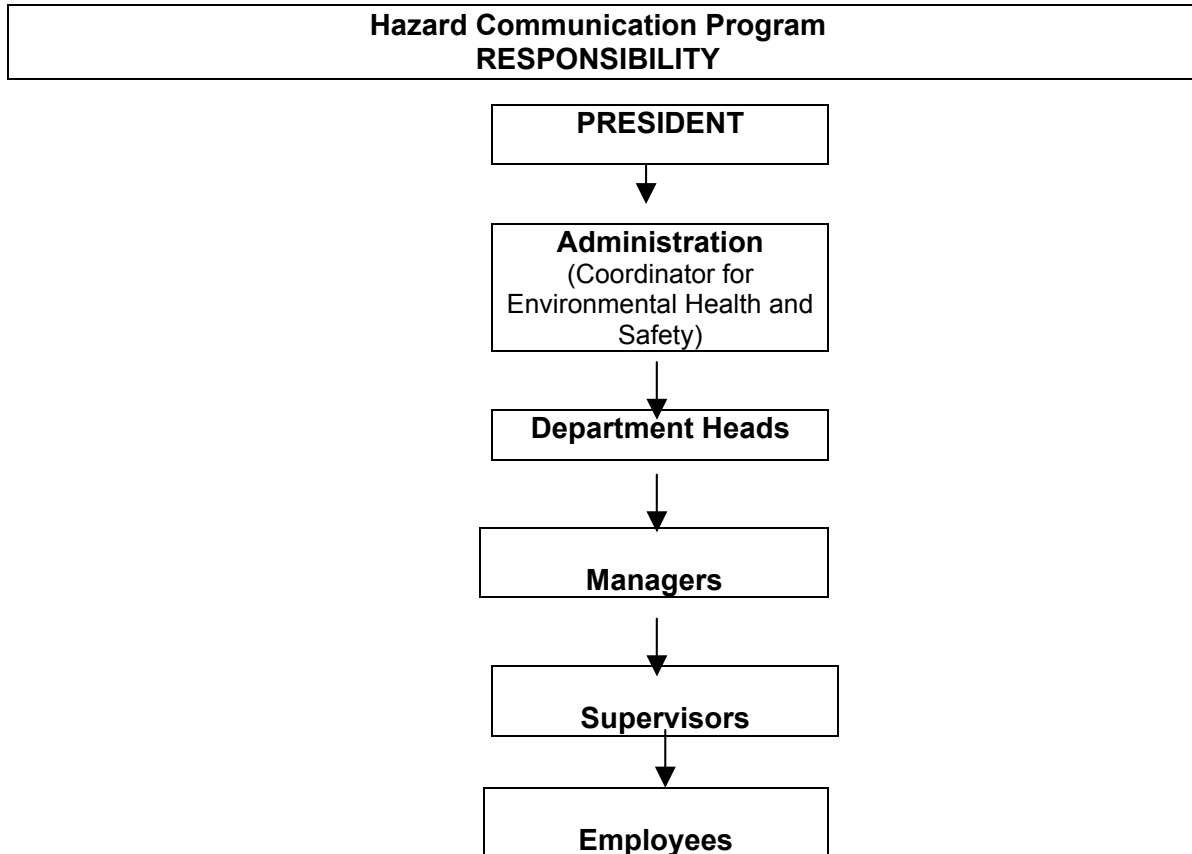 Hazard Communication Program
RESPONSIBILITY
PRESIDENT
Administration
(Coordinator for
Environmental Health and
Safety)
Department Heads
Managers
Supervisors
Employees